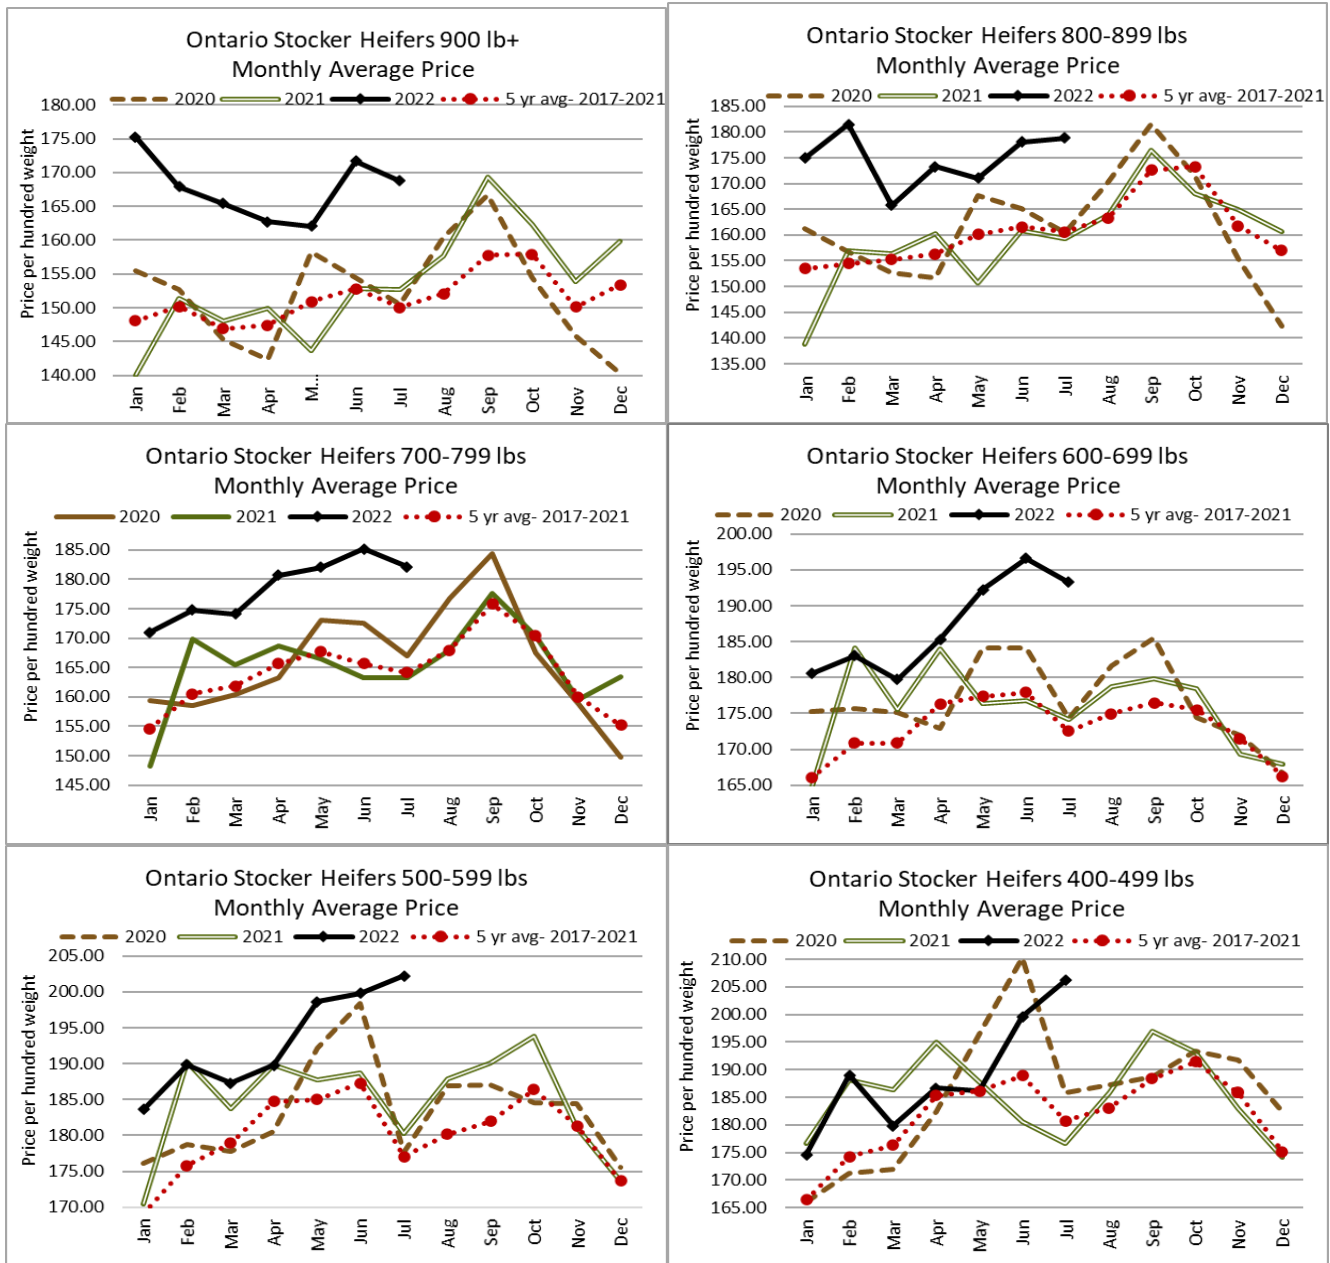 Ontario Stocker Heifers 900 lb+
Monthly Average Price
2020 2021 2022 5 yr avg- 2017-2021
Price per hundred weight
180.00
175.00
170.00
165.00
160.00
155.00
150.00
145.00
140.00
Jan Feb Mar Apr M... Jun Jul Aug Sep Oct Nov Dec
Ontario Stocker Heifers 800-899 lbs
Monthly Average Price
2020 2021 2022 5 yr avg- 2017-2021
Price per hundred weight
185.00
180.00
175.00
170.00
165.00
160.00
155.00
150.00
145.00
140.00
135.00
Jan Feb Mar Apr May Jun Jul Aug Sep Oct Nov Dec
Ontario Stocker Heifers 700-799 lbs
Monthly Average Price
2020 2021 2022 5 yr avg- 2017-2021
Price per hundred weight
185.00
180.00
175.00
170.00
165.00
160.00
155.00
150.00
145.00
Jan Feb Mar Apr May Jun Jul Aug Sep Oct Nov Dec
Ontario Stocker Heifers 600-699 lbs
Monthly Average Price
2020 2021 2022 5 yr avg- 2017-2021
Price per hundred weight
200.00
195.00
190.00
185.00
180.00
175.00
170.00
165.00
Jan Feb Mar Apr May Jun Jul Aug Sep Oct Nov Dec
Ontario Stocker Heifers 500-599 lbs
Monthly Average Price
2020 2021 2022 5 yr avg- 2017-2021
Price per hundred weight
205.00
200.00
195.00
190.00
185.00
180.00
175.00
170.00
Jan Feb Mar Apr May Jun Jul Aug Sep Oct Nov Dec
Ontario Stocker Heifers 400-499 lbs
Monthly Average Price
2020 2021 2022 5 yr avg- 2017-2021
Price per hundred weight
210.00
205.00
200.00
195.00
190.00
185.00
180.00
175.00
170.00
165.00
Jan Feb Mar Apr May Jun Jul Aug Sep Oct Nov Dec